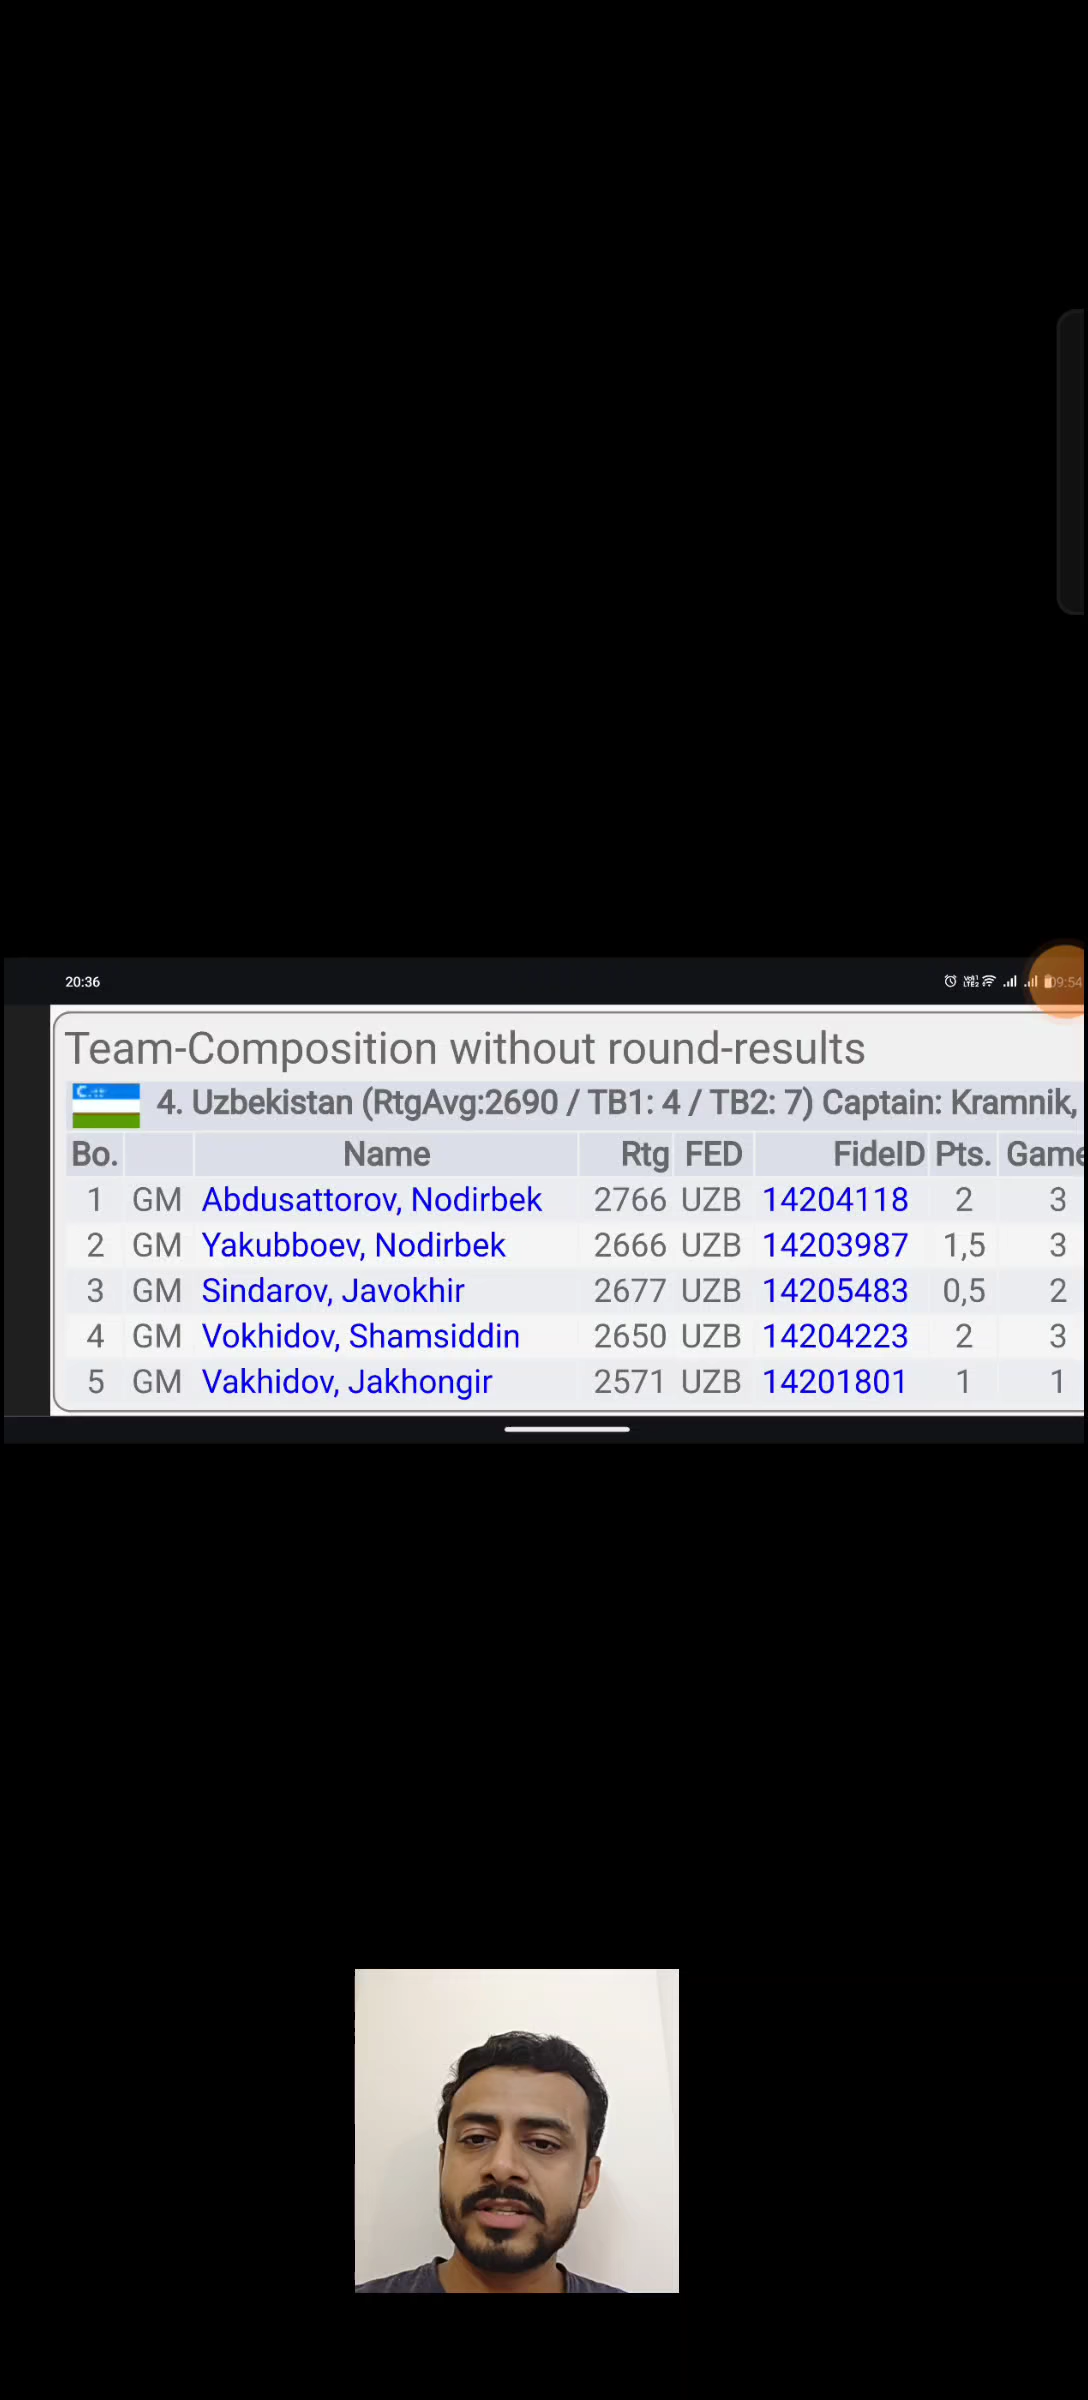 20:36
09:54
Team-Composition without round-results
4. Uzbekistan (RtgAvg:2690 / TB1: 4 / TB2: 7) Captain: Kramnik,
Bo. Name Rtg FED FideID Pts. Game
1 GM Abdusattorov, Nodirbek 2766 UZB 14204118 2 3
2 GM Yakubboev, Nodirbek 2666 UZB 14203987 1,5 3
3 GM Sindarov, Javokhir 2677 UZB 14205483 0,5 2
4 GM Vokhidov, Shamsiddin 2650 UZB 14204223 2 3
5 GM Vakhidov, Jakhongir 2571 UZB 14201801 1 1